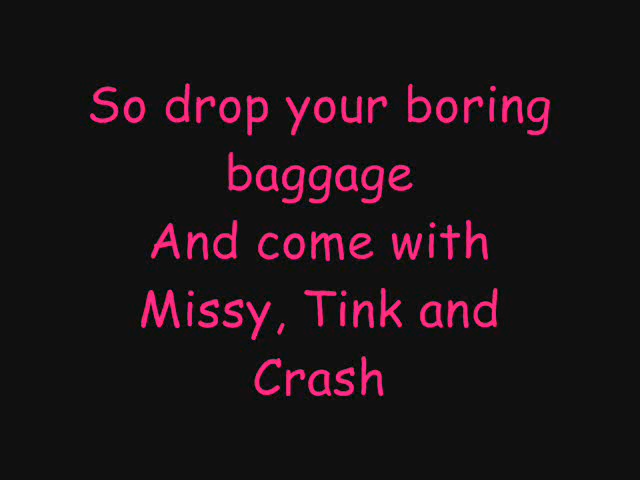 So drop your boring
baggage
And come with
Missy, Tink and
Crash